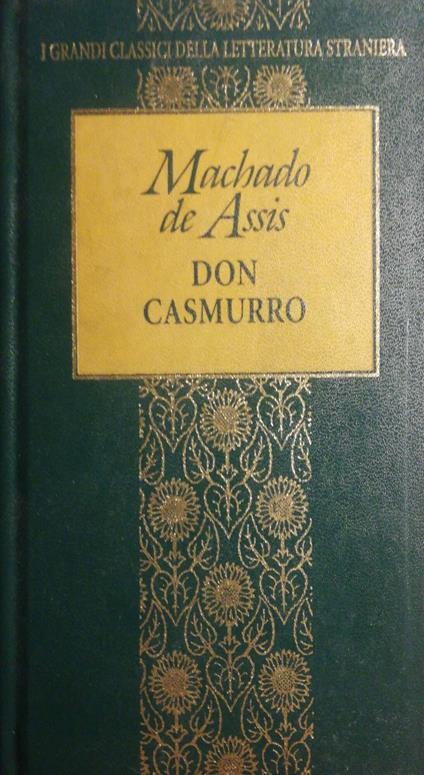 I GRANDI CLASSICI DELLA LETTERATURA STRANIERA
Machado
de Assis
DON
CASMURRO